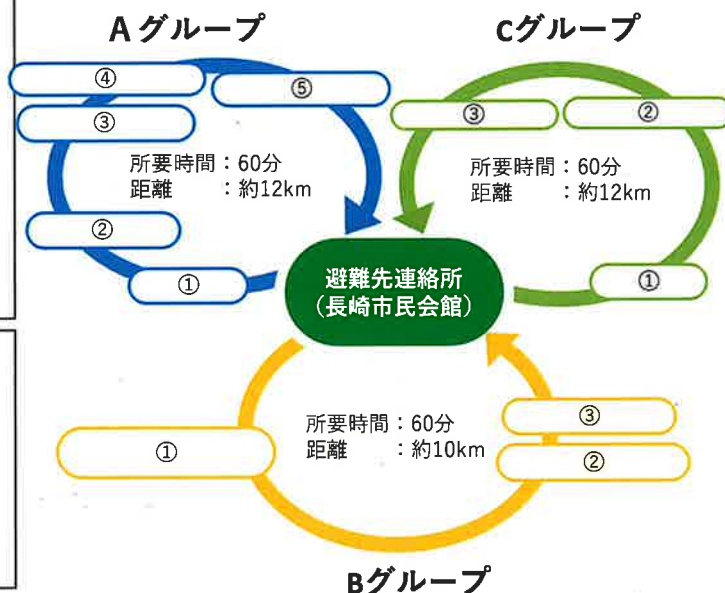 Aグループ
④
⑤
③
所要時間：60分
距離　　：約12km
②
①
Cグループ
③
②
所要時間：60分
距離　　：約12km
①
避難先連絡所
（長崎市民会館）
所要時間：60分
距離　　：約10km
①
③
②
Bグループ